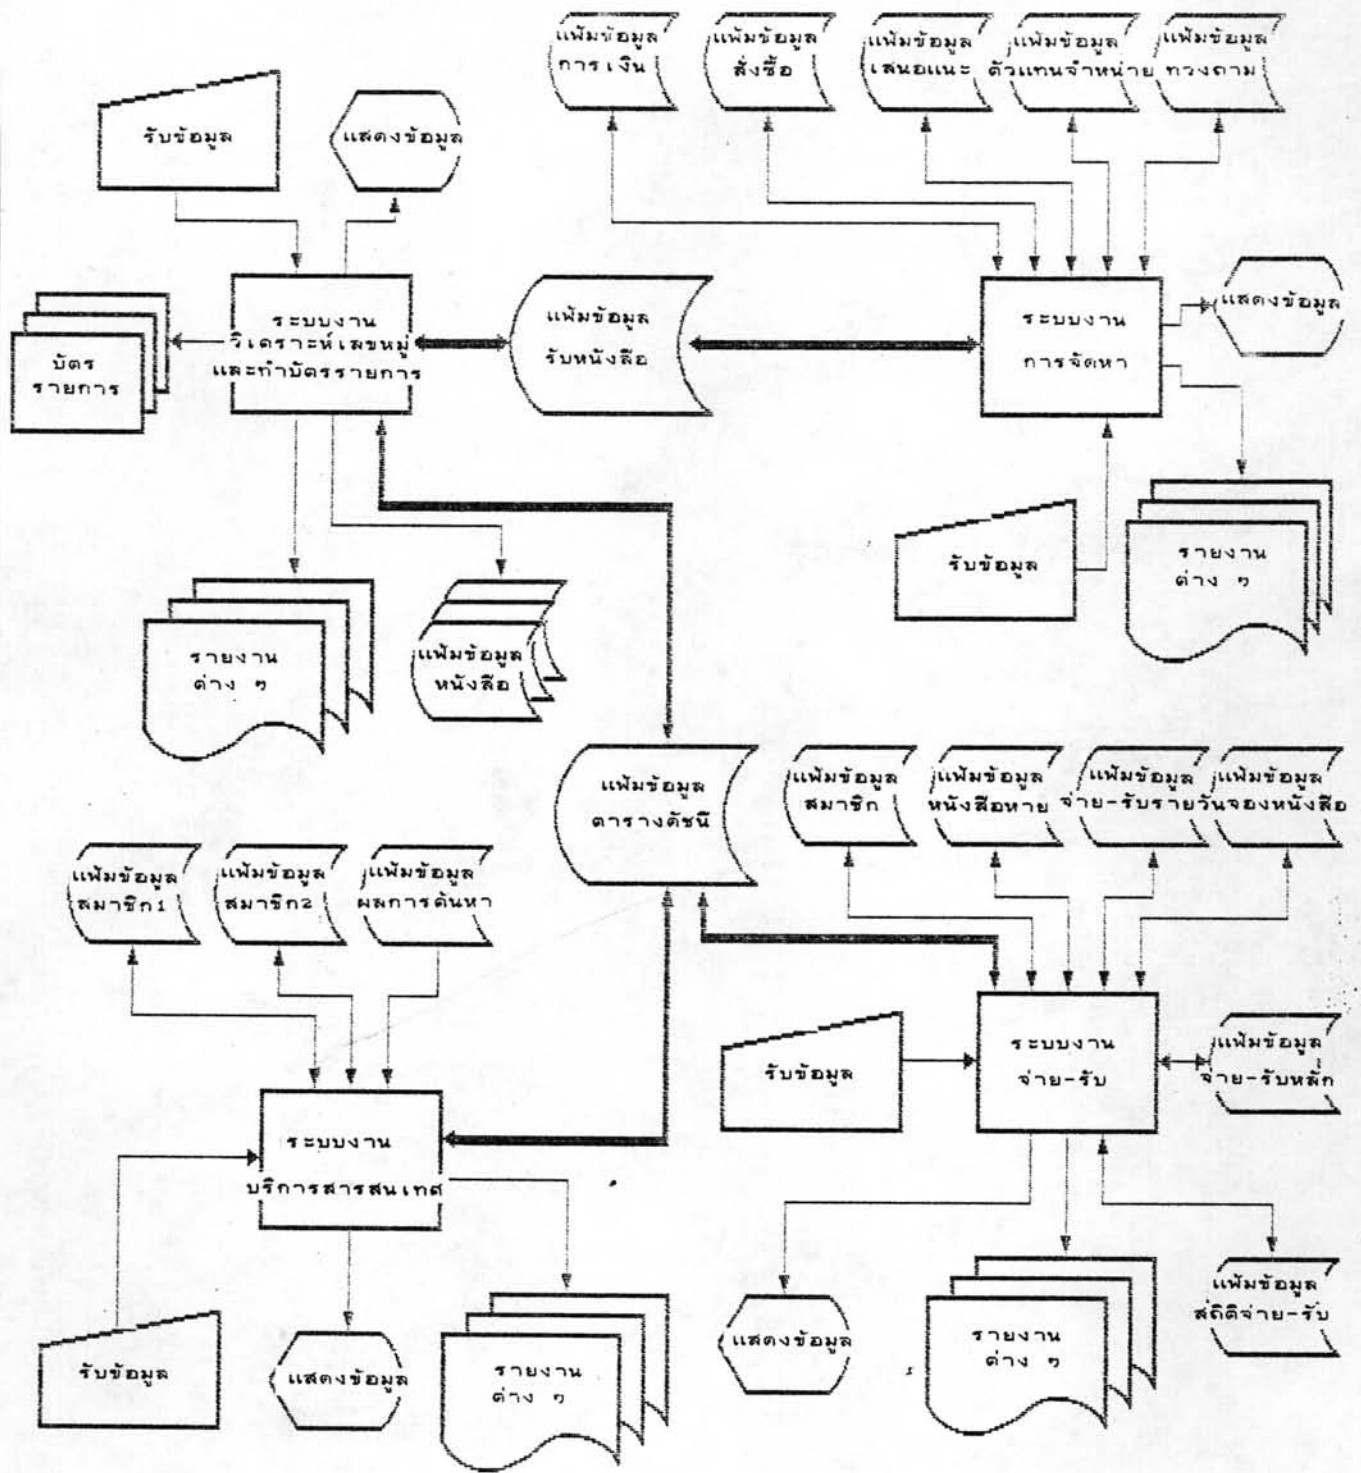 แฟ้มข้อมูล
การเงิน
แฟ้มข้อมูล
สั่งซื้อ
แฟ้มข้อมูล
เสนอแนะ
แฟ้มข้อมูล
ตัวแทนจำหน่าย
แฟ้มข้อมูล
ทวงถาม
รับข้อมูล
แสดงข้อมูล
ระบบงาน
วิเคราะห์เลขหมู่
และทำบัตรรายการ
บัตร
รายการ
แฟ้มข้อมูล
รับหนังสือ
ระบบงาน
การจัดหา
แสดงข้อมูล
รับข้อมูล
รายงาน
ต่าง ๆ
รายงาน
ต่าง ๆ
แฟ้มข้อมูล
หนังสือ
แฟ้มข้อมูล
ตารางดัชนี
แฟ้มข้อมูล
สมาชิก
แฟ้มข้อมูล
หนังสือหาย
แฟ้มข้อมูล
จ่าย-รับรายวัน
แฟ้มข้อมูล
จองหนังสือ
แฟ้มข้อมูล
สมาชิก1
แฟ้มข้อมูล
สมาชิก2
แฟ้มข้อมูล
ผลการค้นหา
รับข้อมูล
ระบบงาน
จ่าย-รับ
แฟ้มข้อมูล
จ่าย-รับหลัก
ระบบงาน
บริการสารสนเทศ
รับข้อมูล
แสดงข้อมูล
รายงาน
ต่าง ๆ
แสดงข้อมูล
รายงาน
ต่าง ๆ
แฟ้มข้อมูล
สถิติจ่าย-รับ